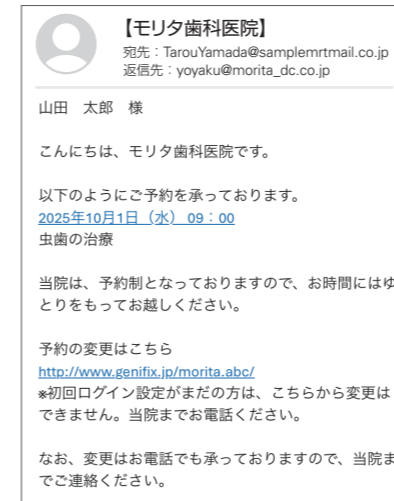 【モリタ歯科医院】
宛先：TarouYamada@samplemrtmail.co.jp
返信先：yoyaku@morita_dc.co.jp
山田　太郎　様
こんにちは、モリタ歯科医院です。
以下のようにご予約を承っております。
2025年10月1日（水） 09：00
虫歯の治療
当院は、予約制となっておりますので、お時間にはゆ
とりをもってお越しください。
予約の変更はこちら
http://www.genifix.jp/morita.abc/
※初回ログイン設定がまだの方は、こちらから変更は
できません。当院までお電話ください。
なお、変更はお電話でも承っておりますので、当院ま
でご連絡ください。